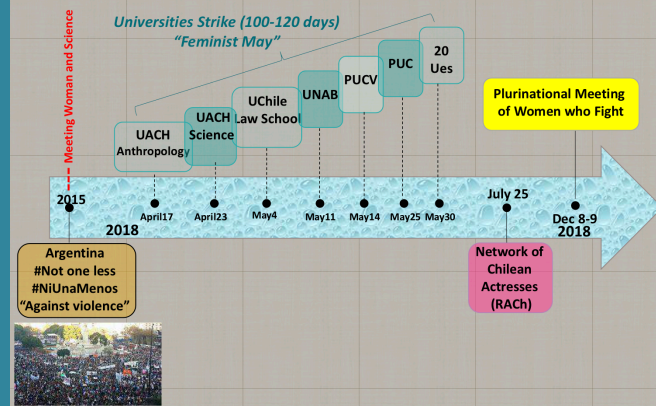 Universities Strike (100-120 days)
“Feminist May”
Meeting Woman and Science
UACH
Anthropology
UACH
Science
UChile
Law School
UNAB
PUCV
PUC
20
Ues
Plurinational Meeting
of Women who Fight
2015
2018
April17
April23
May4
May11
May14
May25
May30
July 25
Dec 8-9
2018
Argentina
#Not one less
#NiUnaMenos
“Against violence”
Network of
Chilean
Actresses
(RACh)